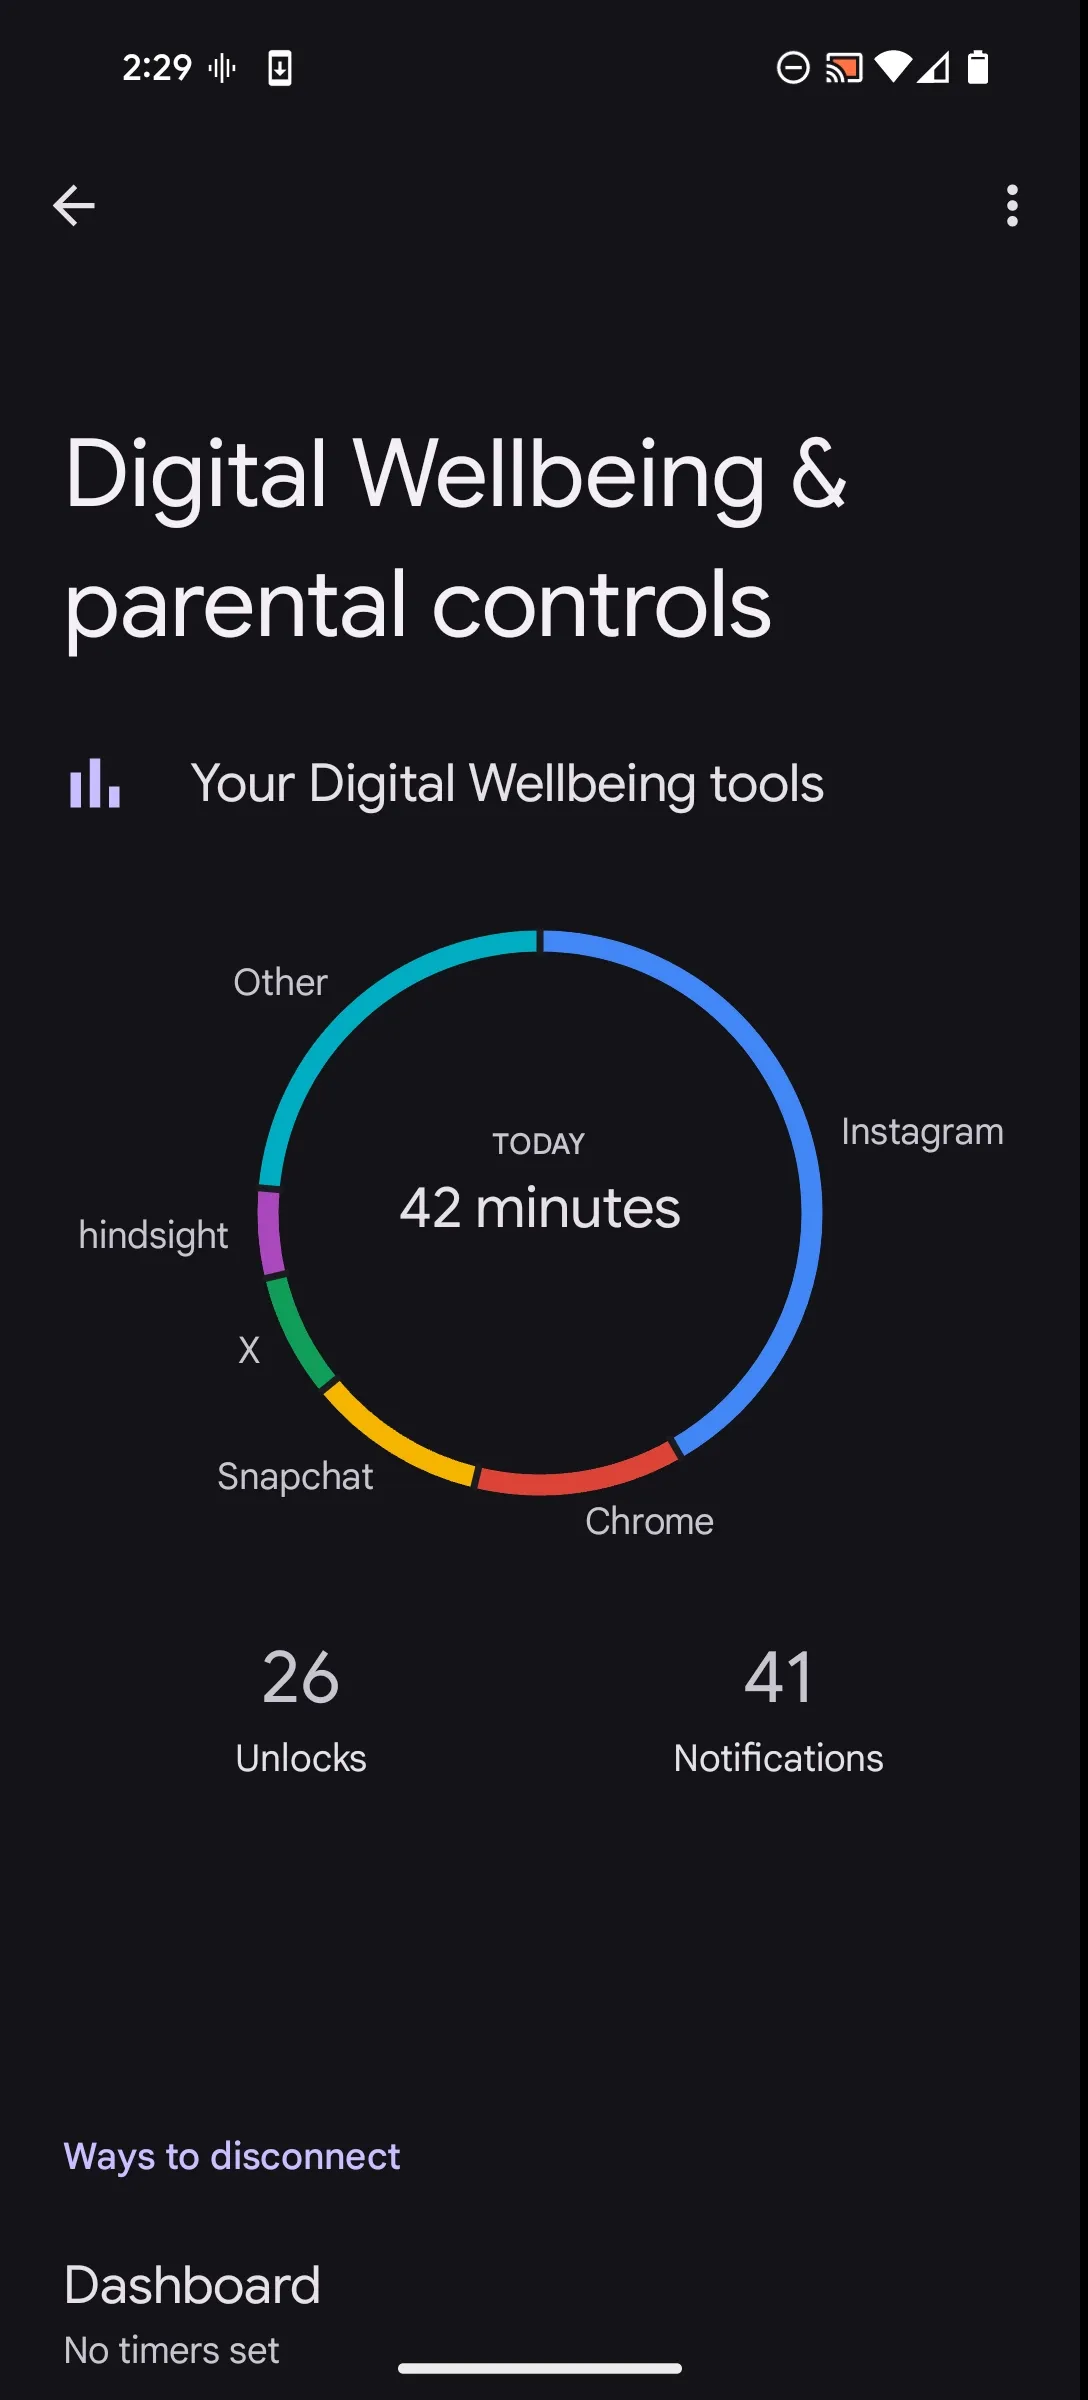 2:29
Digital Wellbeing &
parental controls
Your Digital Wellbeing tools
Other
Instagram
TODAY
42 minutes
hindsight
X
Snapchat
Chrome
26
Unlocks
41
Notifications
Ways to disconnect
Dashboard
No timers set